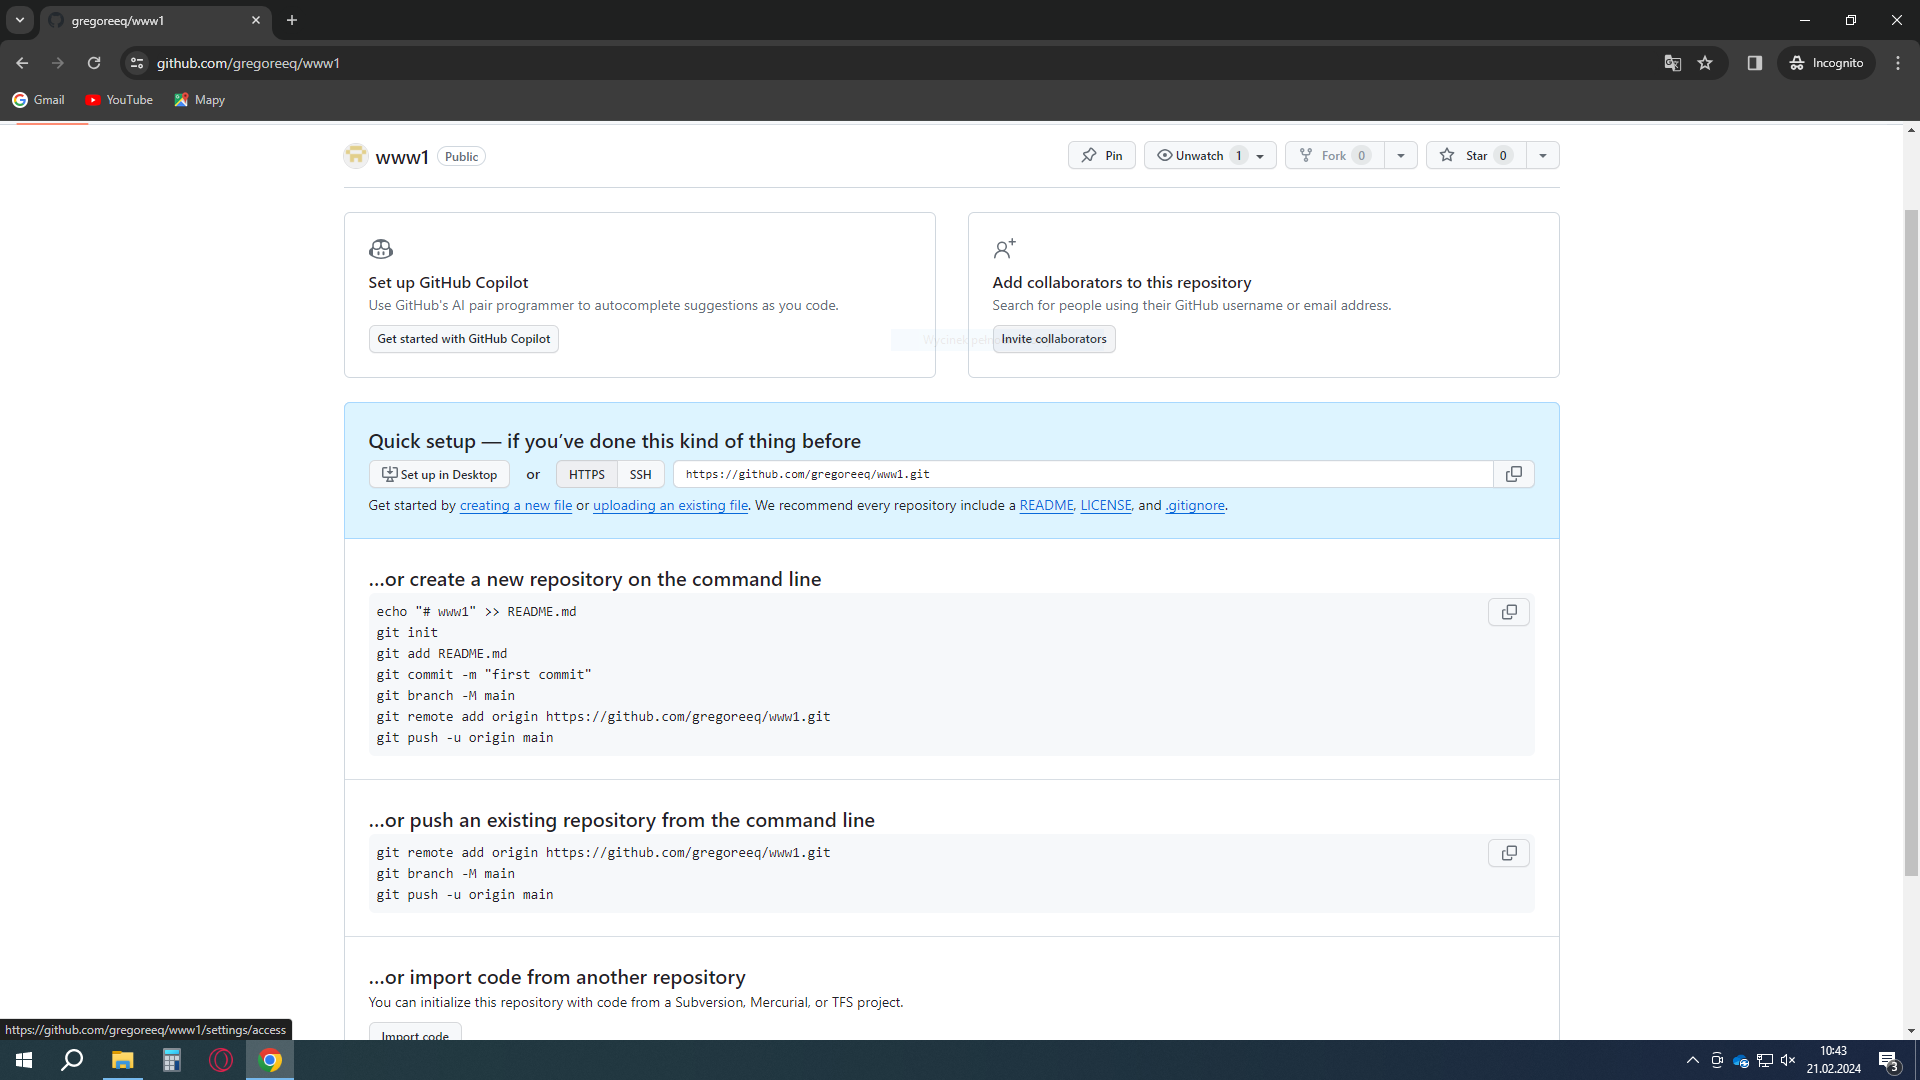 gregoreeq/www1
github.com/gregoreeq/www1
Incognito
Gmail
YouTube
Mapy
www1
Public
Pin
Unwatch 1
Fork 0
Star 0
Set up GitHub Copilot
Use GitHub's AI pair programmer to autocomplete suggestions as you code.
Get started with GitHub Copilot
Add collaborators to this repository
Search for people using their GitHub username or email address.
Invite collaborators
Wycinek
Quick setup — if you’ve done this kind of thing before
Set up in Desktop or HTTPS SSH https://github.com/gregoreeq/www1.git
Get started by creating a new file or uploading an existing file. We recommend every repository include a README, LICENSE, and .gitignore.
…or create a new repository on the command line
echo "# www1" >> README.md
git init
git add README.md
git commit -m "first commit"
git branch -M main
git remote add origin https://github.com/gregoreeq/www1.git
git push -u origin main
…or push an existing repository from the command line
git remote add origin https://github.com/gregoreeq/www1.git
git branch -M main
git push -u origin main
…or import code from another repository
You can initialize this repository with code from a Subversion, Mercurial, or TFS project.
Import code
https://github.com/gregoreeq/www1/settings/access
10:43
21.02.2024
3